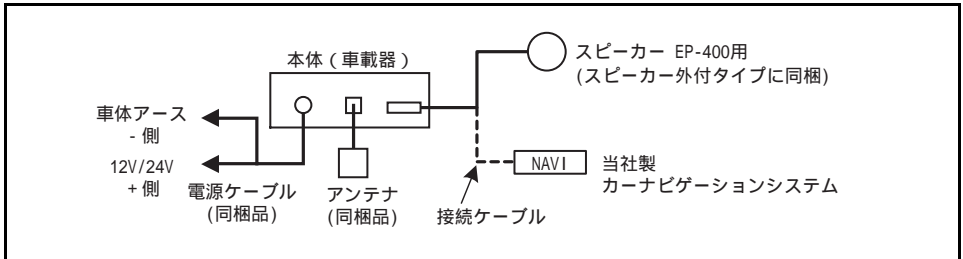 本体（車載器）
スピーカー EP-400用
(スピーカー外付タイプに同梱)
車体アース
- 側
12V/24V
+ 側
電源ケーブル
(同梱品)
アンテナ
(同梱品)
接続ケーブル
NAVI
当社製
カーナビゲーションシステム